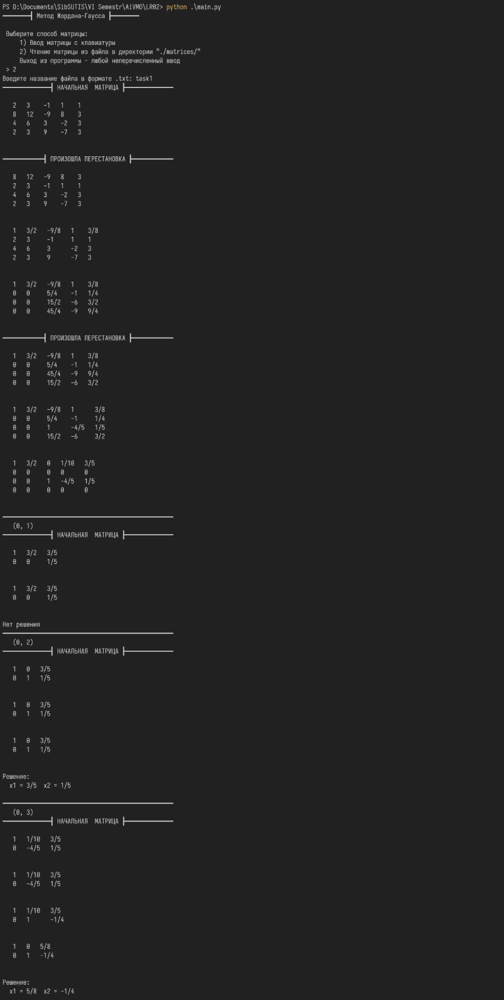 PS D:\Documents\SibSUTIS\VI Semestr\AiVMO\LR02> python .\main.py
Метод Жордана-Гаусса
Выберите способ матрицы:
1) Ввод матрицы с клавиатуры
2) Чтение матрицы из файла в директории "./matrices/"
Выход из программы - любой неперечисленный ввод
> 2
Введите название файла в формате .txt: task1
НАЧАЛЬНАЯ МАТРИЦА
2 3 -1 1 1
8 12 -9 8 3
4 6 3 -2 3
2 3 9 -7 3
ПРОИЗОШЛА ПЕРЕСТАНОВКА
8 12 -9 8 3
2 3 -1 1 1
4 6 3 -2 3
2 3 9 -7 3
1 3/2 -9/8 1 3/8
2 3 -1 1 1
4 6 3 -2 3
2 3 9 -7 3
1 3/2 -9/8 1 3/8
0 0 5/4 -1 1/4
0 0 15/2 -6 3/2
0 0 45/4 -9 9/4
ПРОИЗОШЛА ПЕРЕСТАНОВКА
1 3/2 -9/8 1 3/8
0 0 5/4 -1 1/4
0 0 45/4 -9 9/4
0 0 15/2 -6 3/2
1 3/2 -9/8 1 3/8
0 0 5/4 -1 1/4
0 0 1 -4/5 1/5
0 0 15/2 -6 3/2
1 3/2 0 1/10 3/5
0 0 0 0 0
0 0 1 -4/5 1/5
0 0 0 0 0
(0, 1)
НАЧАЛЬНАЯ МАТРИЦА
1 3/2 3/5
0 0 1/5
1 3/2 3/5
0 0 1/5
Нет решения
(0, 2)
НАЧАЛЬНАЯ МАТРИЦА
1 0 3/5
0 1 1/5
1 0 3/5
0 1 1/5
1 0 3/5
0 1 1/5
Решение:
x1 = 3/5 x2 = 1/5
(0, 3)
НАЧАЛЬНАЯ МАТРИЦА
1 1/10 3/5
0 -4/5 1/5
1 1/10 3/5
0 -4/5 1/5
1 1/10 3/5
0 1 -1/4
1 0 5/8
0 1 -1/4
Решение:
x1 = 5/8 x2 = -1/4